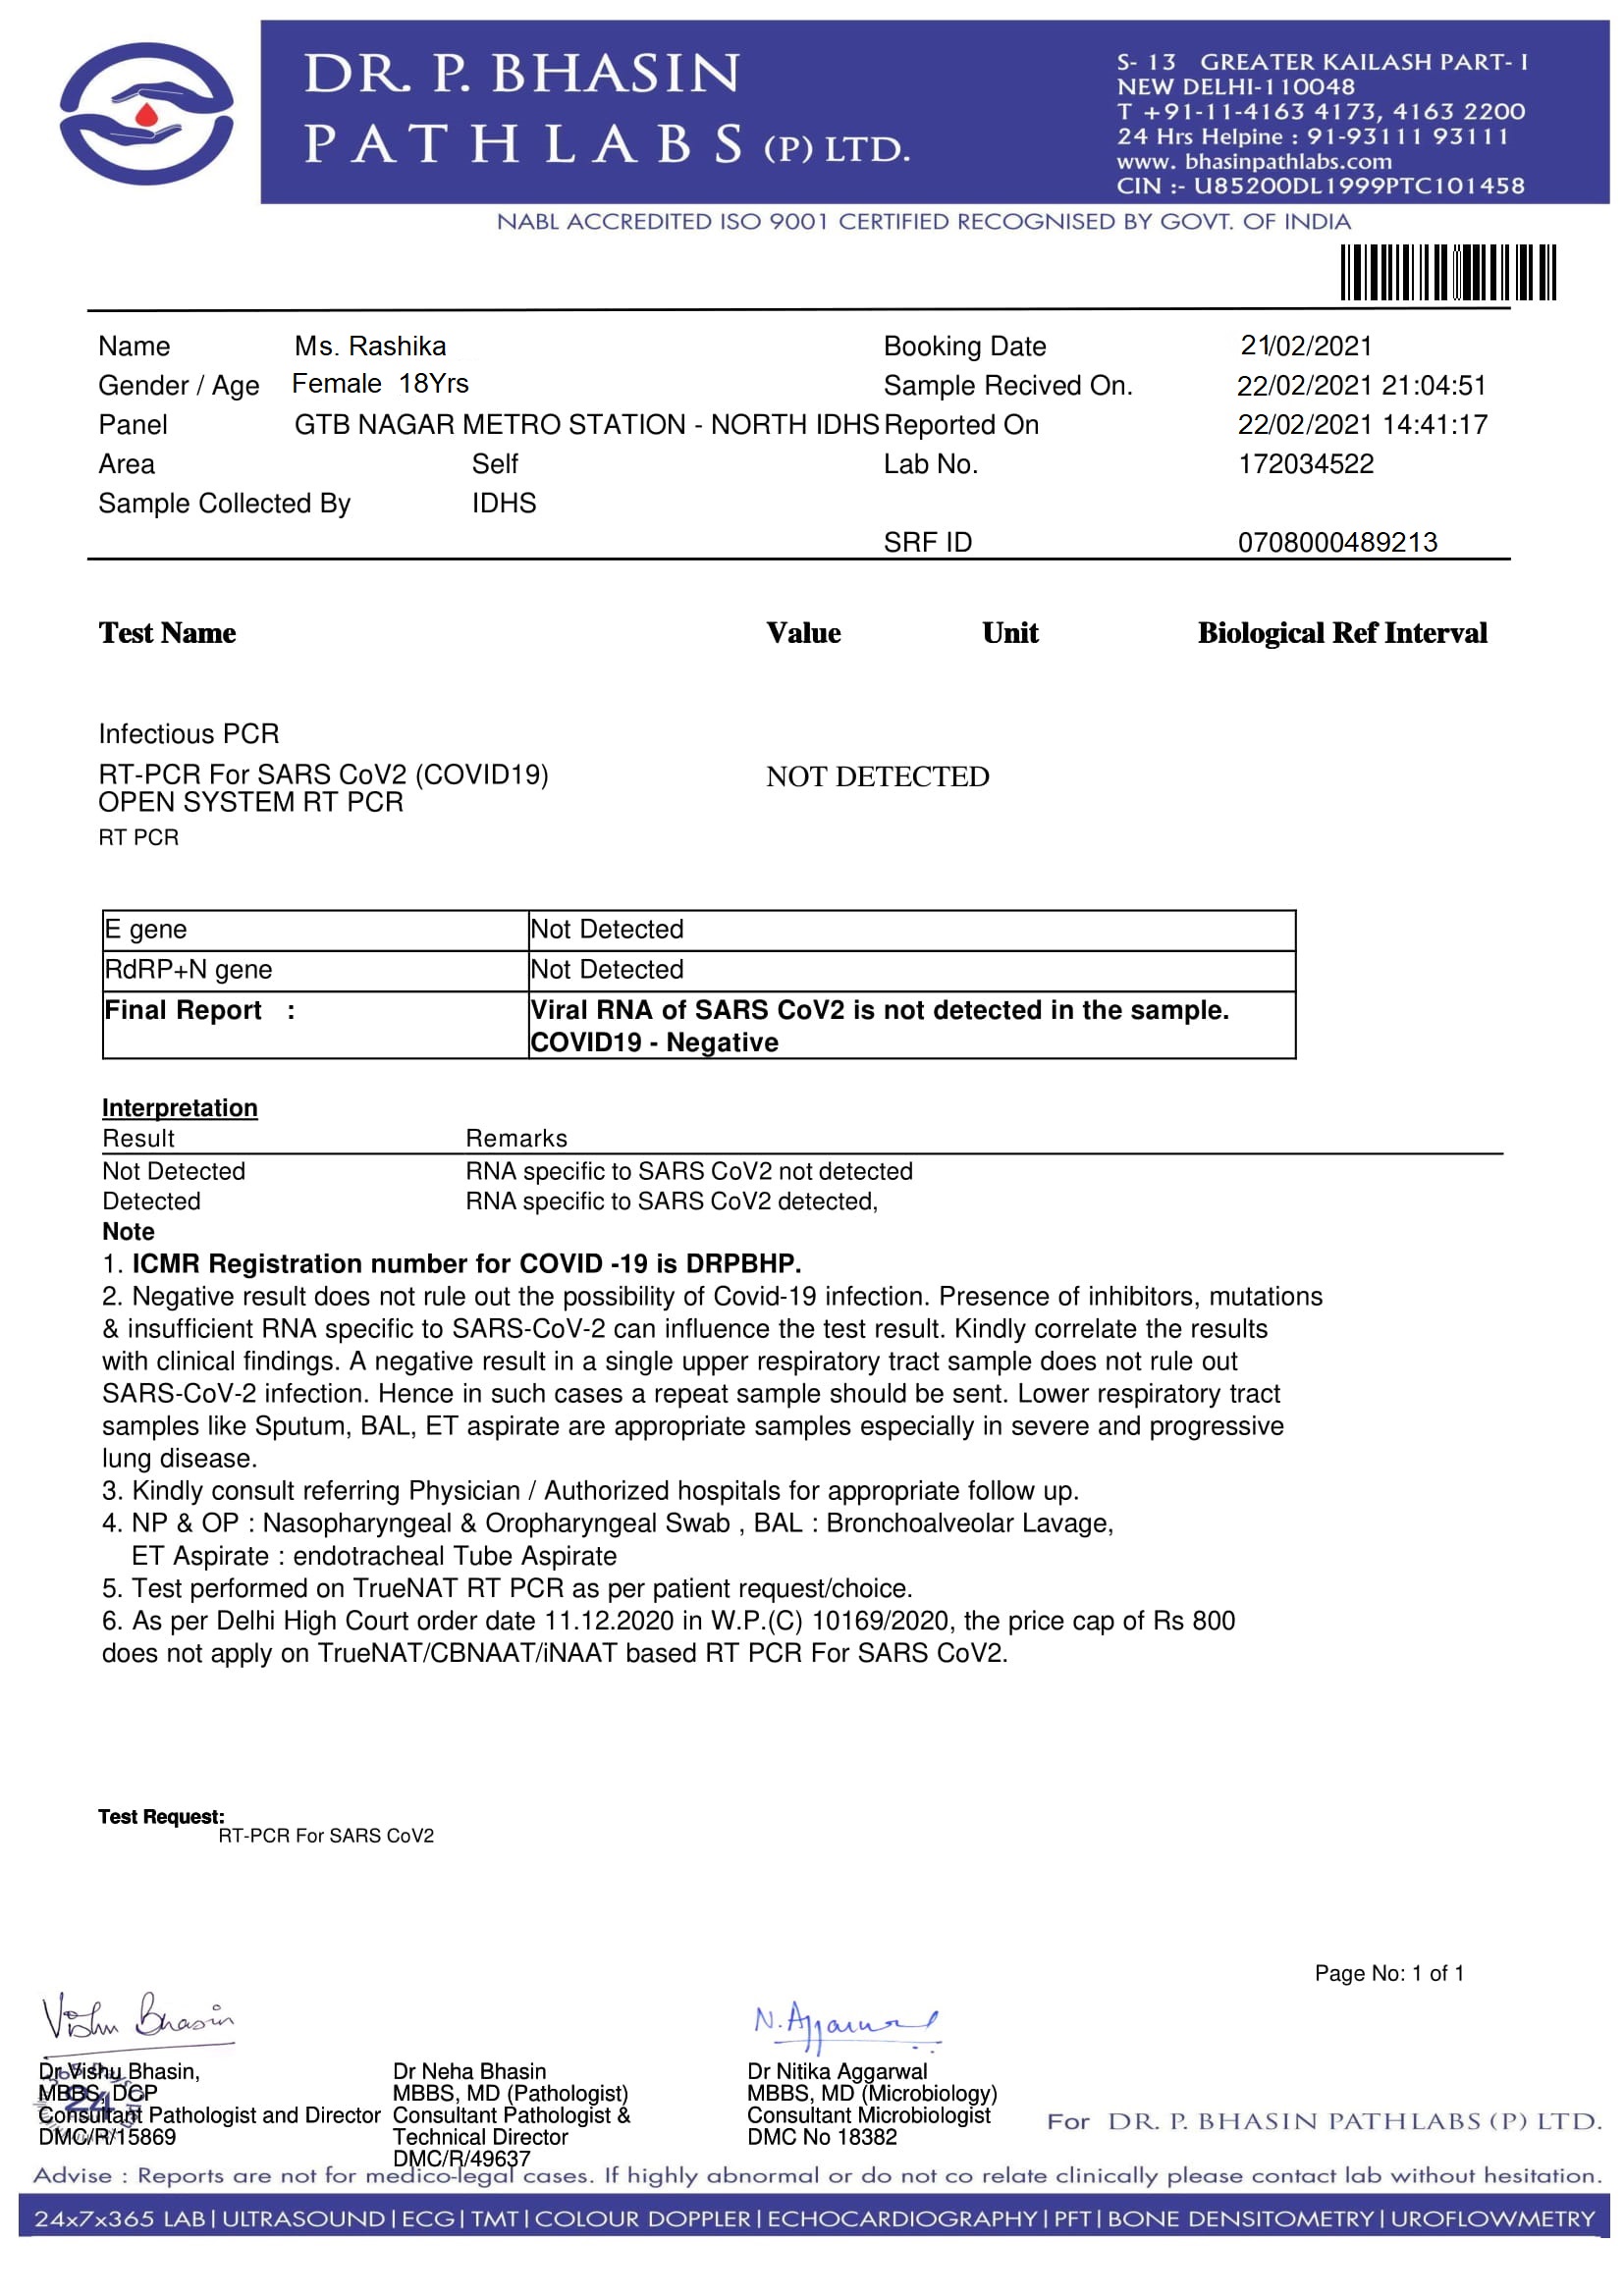 DR. P. BHASIN
PATHLABS (P) LTD.
S- 13 GREATER KAILASH PART- I
NEW DELHI-110048
T +91-11-4163 4173, 4163 2200
24 Hrs Helpine : 91-93111 93111
www. bhasinpathlabs.com
CIN :- U85200DL1999PTC101458
NABL ACCREDITED ISO 9001 CERTIFIED RECOGNISED BY GOVT. OF INDIA
Name Ms. Rashika Booking Date 21/02/2021
Gender / Age Female 18Yrs Sample Recived On. 22/02/2021 21:04:51
Panel GTB NAGAR METRO STATION - NORTH IDHS Reported On 22/02/2021 14:41:17
Area Self Lab No. 172034522
Sample Collected By IDHS
SRF ID 0708000489213
Test Name Value Unit Biological Ref Interval
Infectious PCR
RT-PCR For SARS CoV2 (COVID19) NOT DETECTED
OPEN SYSTEM RT PCR
RT PCR
E gene Not Detected
RdRP+N gene Not Detected
Final Report : Viral RNA of SARS CoV2 is not detected in the sample.
COVID19 - Negative
Interpretation
Result Remarks
Not Detected RNA specific to SARS CoV2 not detected
Detected RNA specific to SARS CoV2 detected,
Note
1. ICMR Registration number for COVID -19 is DRPBHP.
2. Negative result does not rule out the possibility of Covid-19 infection. Presence of inhibitors, mutations
& insufficient RNA specific to SARS-CoV-2 can influence the test result. Kindly correlate the results
with clinical findings. A negative result in a single upper respiratory tract sample does not rule out
SARS-CoV-2 infection. Hence in such cases a repeat sample should be sent. Lower respiratory tract
samples like Sputum, BAL, ET aspirate are appropriate samples especially in severe and progressive
lung disease.
3. Kindly consult referring Physician / Authorized hospitals for appropriate follow up.
4. NP & OP : Nasopharyngeal & Oropharyngeal Swab , BAL : Bronchoalveolar Lavage,
ET Aspirate : endotracheal Tube Aspirate
5. Test performed on TrueNAT RT PCR as per patient request/choice.
6. As per Delhi High Court order date 11.12.2020 in W.P.(C) 10169/2020, the price cap of Rs 800
does not apply on TrueNAT/CBNAAT/iNAAT based RT PCR For SARS CoV2.
Test Request:
RT-PCR For SARS CoV2
Page No: 1 of 1
Vishu Bhasin N. Aggarwal
Dr Vishu Bhasin, Dr Neha Bhasin Dr Nitika Aggarwal
MBBS, DCP MBBS, MD (Pathologist) MBBS, MD (Microbiology)
Consultant Pathologist and Director Consultant Pathologist & Consultant Microbiologist
DMC/R/15869 Technical Director DMC No 18382
DMC/R/49637
For DR. P. BHASIN PATHLABS (P) LTD.
Advise : Reports are not for medico-legal cases. If highly abnormal or do not co relate clinically please contact lab without hesitation.
24x7x365 LAB | ULTRASOUND | ECG | TMT | COLOUR DOPPLER | ECHOCARDIOGRAPHY | PFT | BONE DENSITOMETRY | UROFLOWMETRY